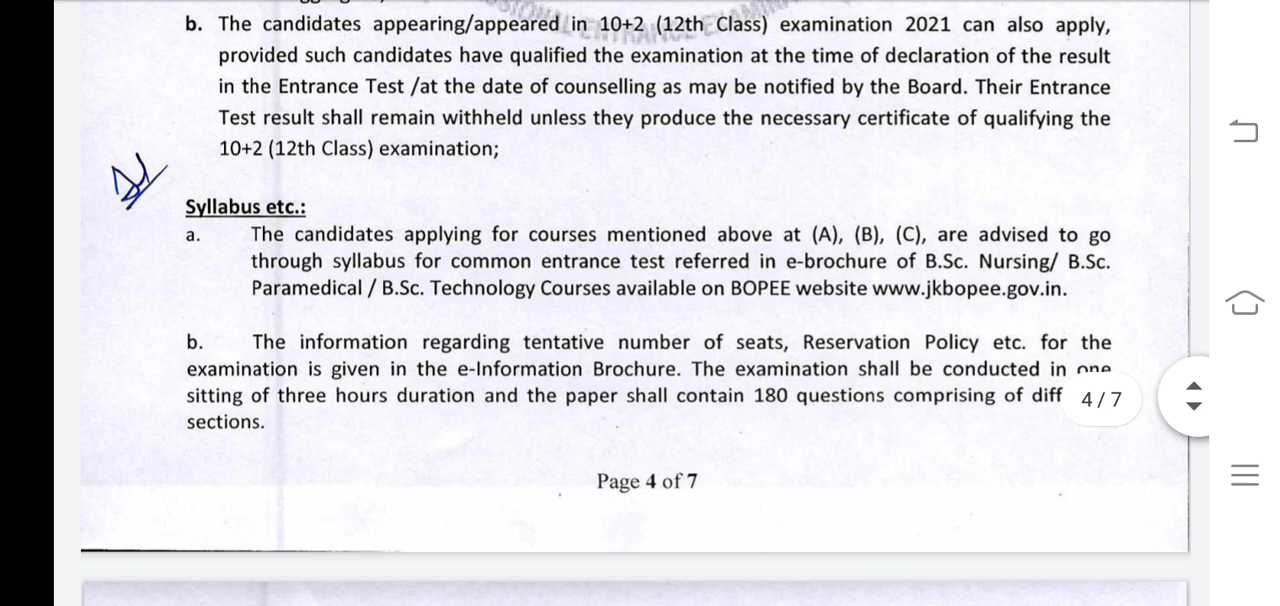 b. The candidates appearing/appeared in 10+2 (12th Class) examination 2021 can also apply,
provided such candidates have qualified the examination at the time of declaration of the result
in the Entrance Test /at the date of counselling as may be notified by the Board. Their Entrance
Test result shall remain withheld unless they produce the necessary certificate of qualifying the
10+2 (12th Class) examination;
Syllabus etc.:
a. The candidates applying for courses mentioned above at (A), (B), (C), are advised to go
through syllabus for common entrance test referred in e-brochure of B.Sc. Nursing/ B.Sc.
Paramedical / B.Sc. Technology Courses available on BOPEE website www.jkbopee.gov.in.
b. The information regarding tentative number of seats, Reservation Policy etc. for the
examination is given in the e-Information Brochure. The examination shall be conducted in one
sitting of three hours duration and the paper shall contain 180 questions comprising of diff
4 / 7
sections.
Page 4 of 7